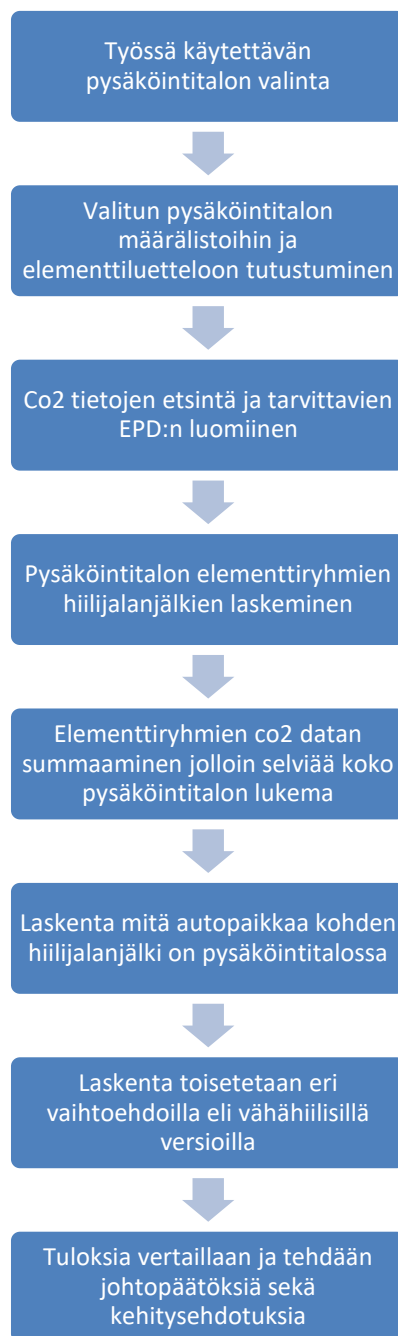 Työssä käytettävän
pysäköintitalon valinta
Valitun pysäköintitalon
määrälistoihin ja
elementtiluetteloon tutustuminen
Co2 tietojen etsintä ja tarvittavien
EPD:n luomiinen
Pysäköintitalon elementtiryhmien
hiilijalanjälkien laskeminen
Elementtiryhmien co2 datan
summaaminen jolloin selviää koko
pysäköintitalon lukema
Laskenta mitä autopaikkaa kohden
hiilijalanjälki on pysäköintitalossa
Laskenta toisetetaan eri
vaihtoehdoilla eli vähähiilisillä
versioilla
Tuloksia vertaillaan ja tehdään
johtopäätöksiä sekä
kehitysehdotuksia